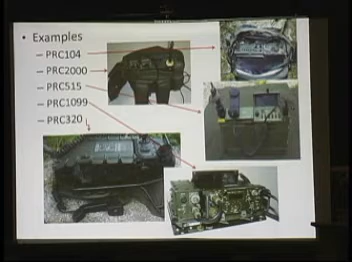 • Examples
– PRC104
– PRC2000
– PRC515
– PRC1099
– PRC320